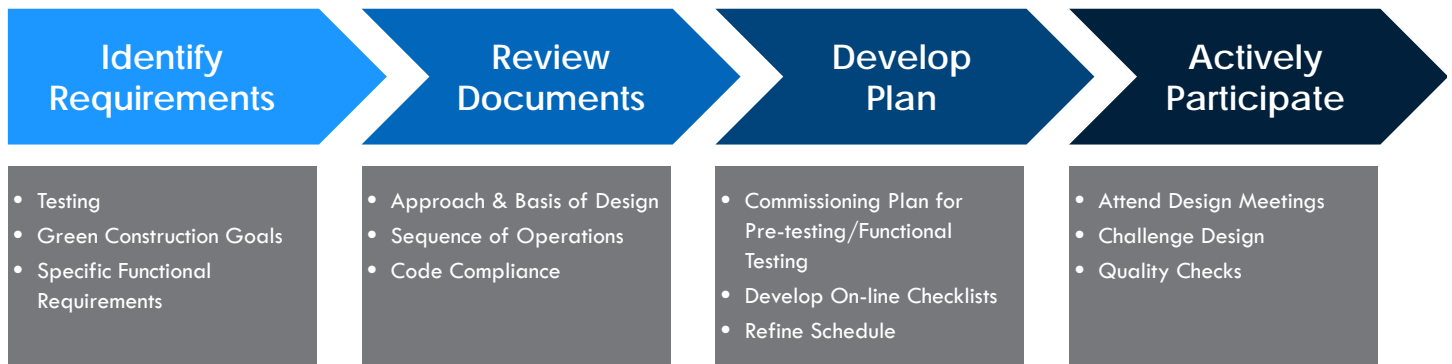 Identify
Requirements
Review
Documents
Develop
Plan
Actively
Participate
• Testing
• Green Construction Goals
• Specific Functional
Requirements
• Approach & Basis of Design
• Sequence of Operations
• Code Compliance
• Commissioning Plan for
Pre-testing/Functional
Testing
• Develop On-line Checklists
• Refine Schedule
• Attend Design Meetings
• Challenge Design
• Quality Checks